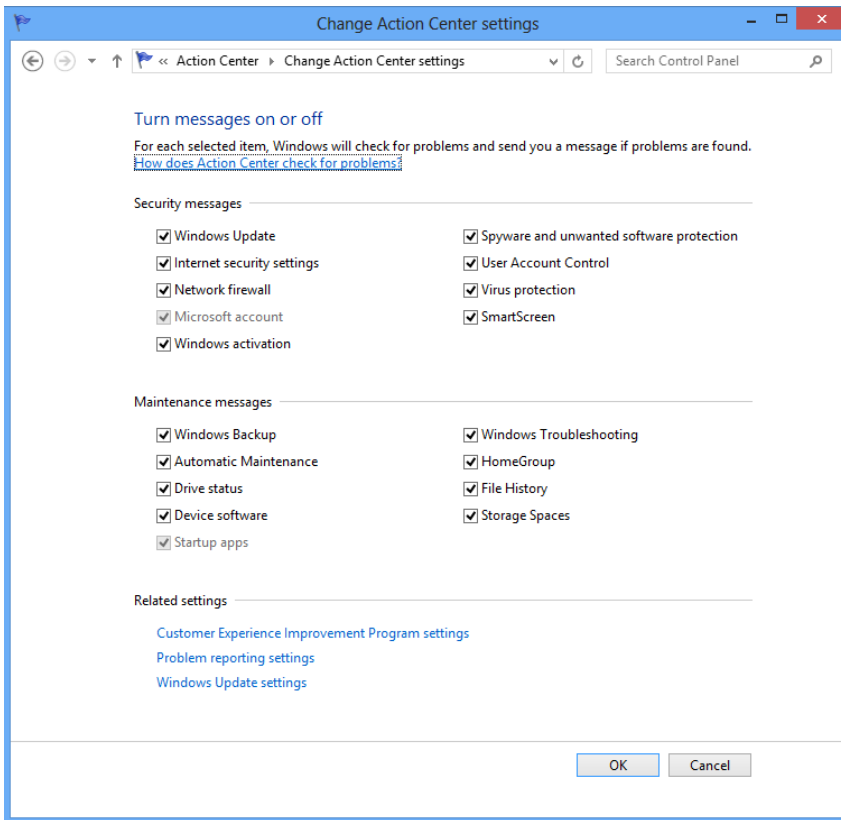 Change Action Center settings
« Action Center ▸ Change Action Center settings
Search Control Panel
Turn messages on or off
For each selected item, Windows will check for problems and send you a message if problems are found.
How does Action Center check for problems?
Security messages
Windows Update
Spyware and unwanted software protection
Internet security settings
User Account Control
Network firewall
Virus protection
Microsoft account
SmartScreen
Windows activation
Maintenance messages
Windows Backup
Windows Troubleshooting
Automatic Maintenance
HomeGroup
Drive status
File History
Device software
Storage Spaces
Startup apps
Related settings
Customer Experience Improvement Program settings
Problem reporting settings
Windows Update settings
OK
Cancel